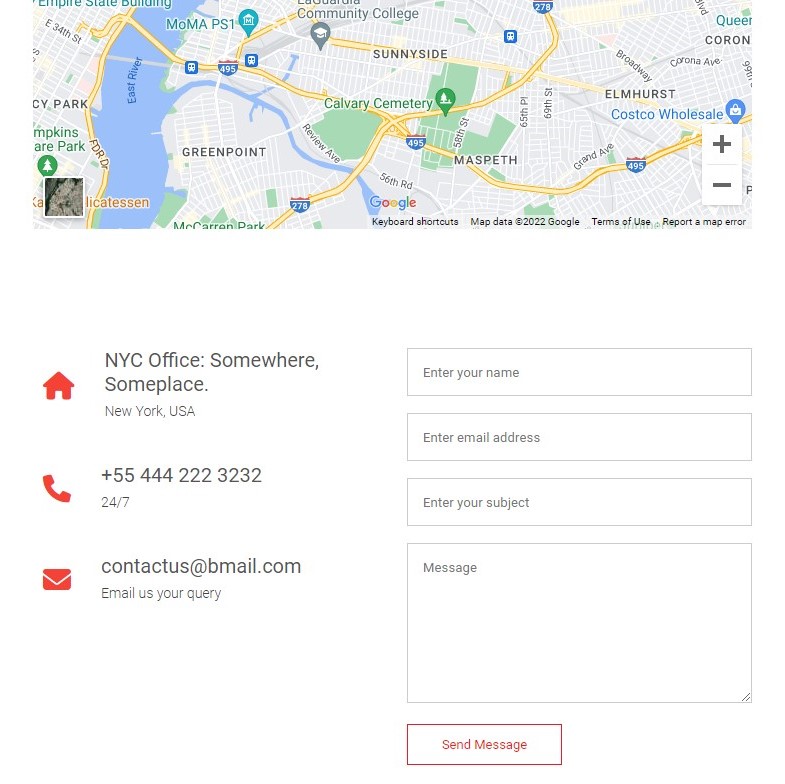 Empire State Building
LaGuardia
Community College
MoMA PS1
E 34th St
278
Queen
CORON
SUNNYSIDE
Broadway
Corona Ave
99th
495
East River
CY PARK
Calvary Cemetery
65th Pl
69th St
ELMHURST
Costco Wholesale
mpkins
are Park
FDR Dr
GREENPOINT
Review Ave
495
58th St
MASPETH
Grand Ave
495
56th Rd
Ka
licatessen
278
Google
McCarren Park
Keyboard shortcuts
Map data ©2022 Google
Terms of Use
Report a map error
NYC Office: Somewhere,
Someplace.
New York, USA
+55 444 222 3232
24/7
contactus@bmail.com
Email us your query
Enter your name
Enter email address
Enter your subject
Message
Send Message